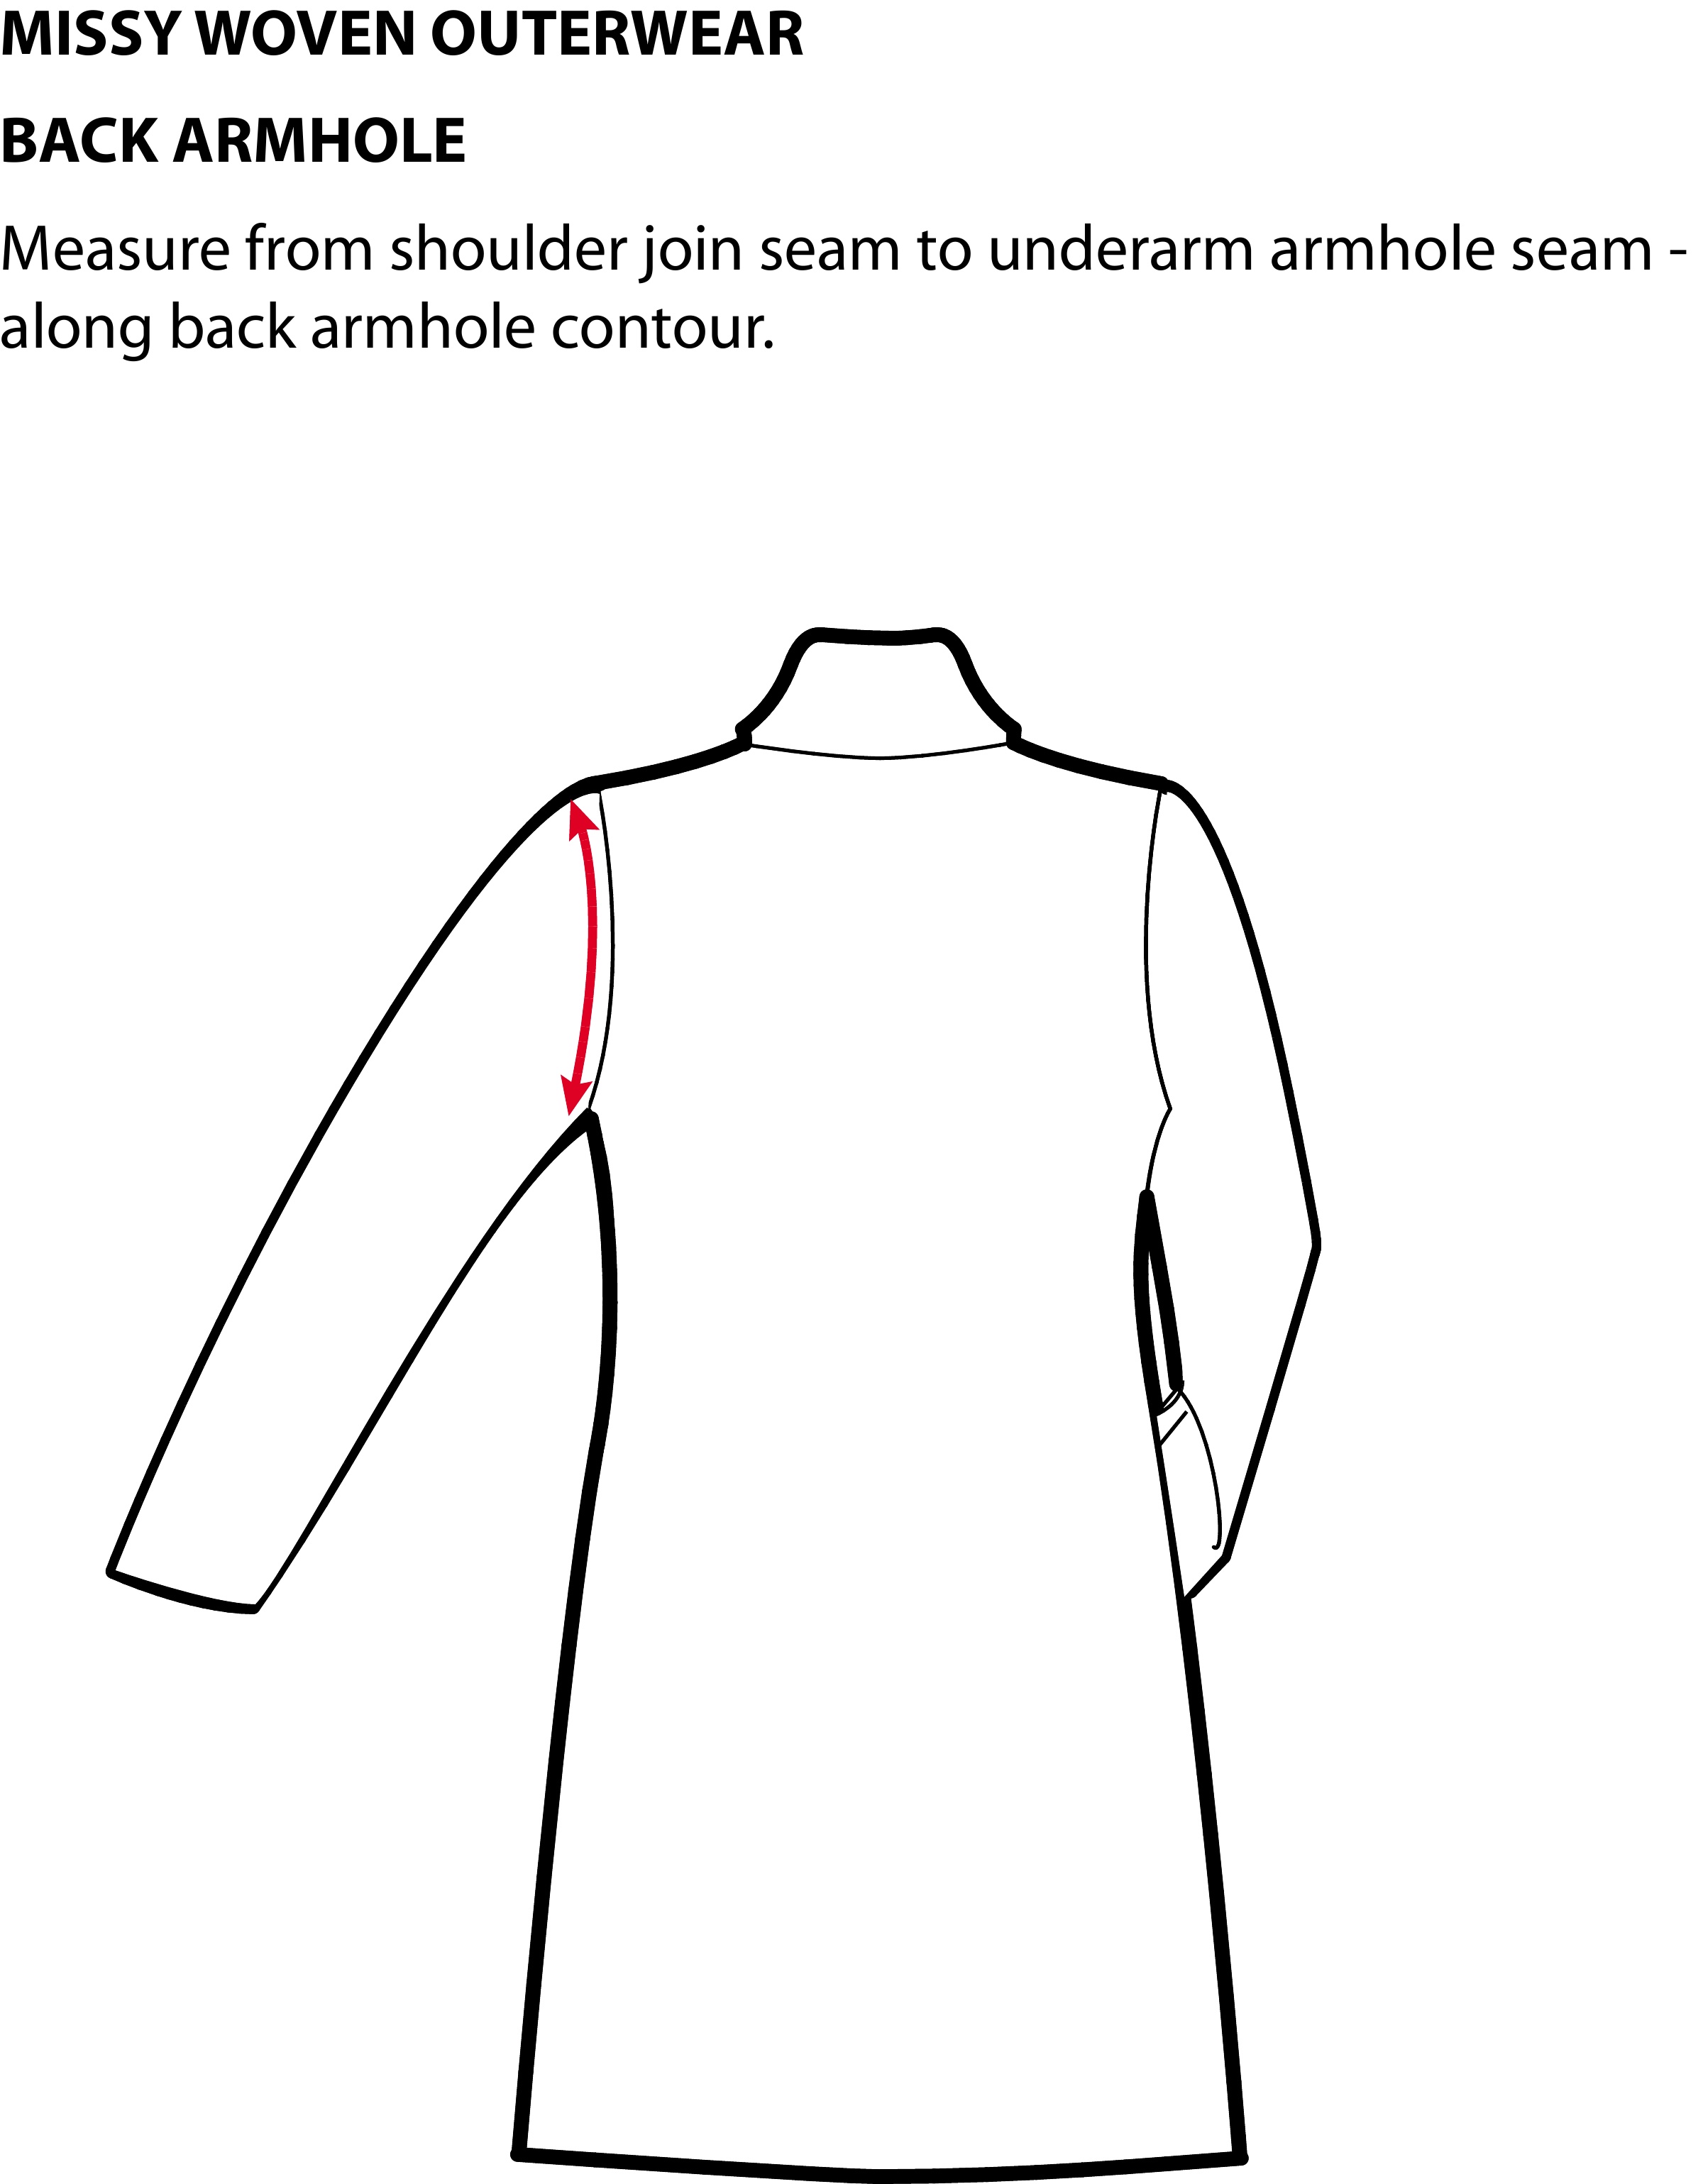 MISSY WOVEN OUTERWEAR
BACK ARMHOLE
Measure from shoulder join seam to underarm armhole seam -
along back armhole contour.